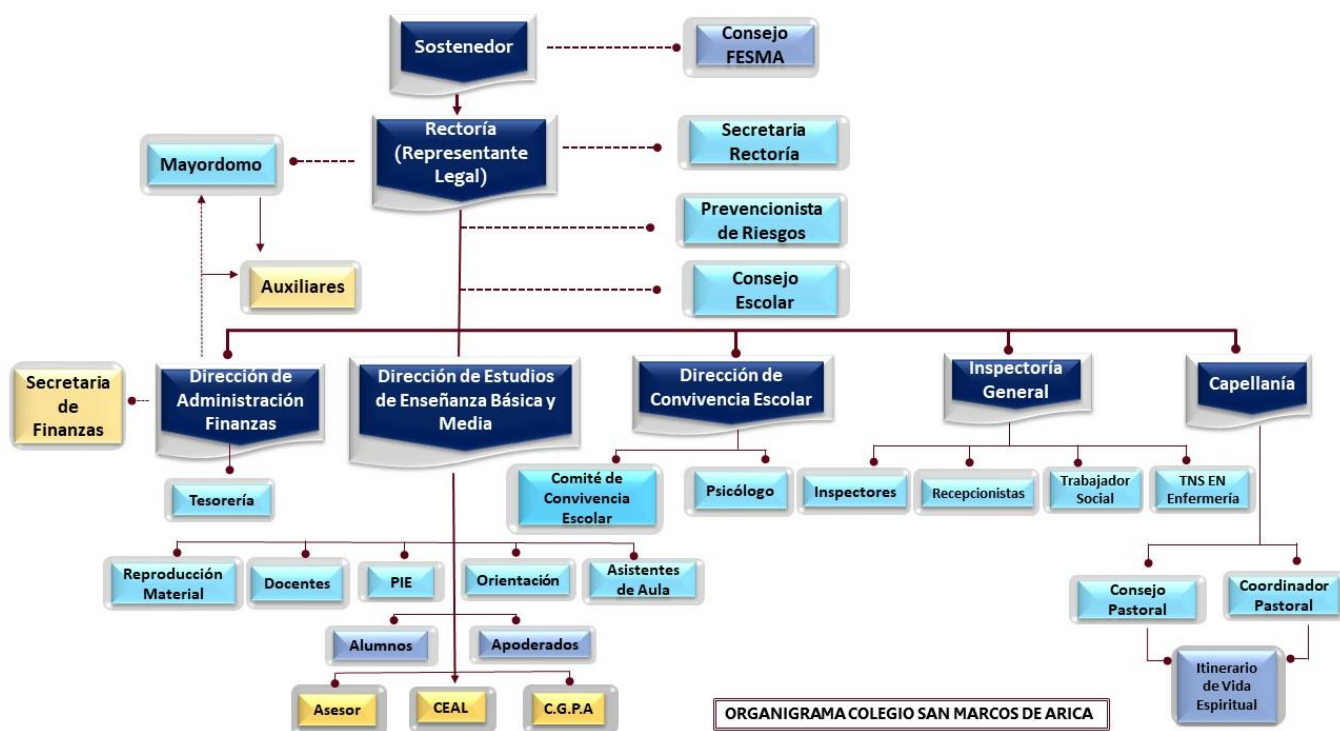 Sostenedor
Consejo
FESMA
Rectoría
(Representante
Legal)
Secretaria
Rectoría
Mayordomo
Prevencionista
de Riesgos
Auxiliares
Consejo
Escolar
Secretaria
de
Finanzas
Dirección de
Administración
Finanzas
Dirección de Estudios
de Enseñanza Básica y
Media
Dirección de
Convivencia Escolar
Inspectoría
General
Capellanía
Tesorería
Comité de
Convivencia
Escolar
Psicólogo
Inspectores
Recepcionistas
Trabajador
Social
TNS EN
Enfermería
Reproducción
Material
Docentes
PIE
Orientación
Asistentes
de Aula
Consejo
Pastoral
Coordinador
Pastoral
Alumnos
Apoderados
Itinerario
de Vida
Espiritual
Asesor
CEAL
C.G.P.A
ORGANIGRAMA COLEGIO SAN MARCOS DE ARICA